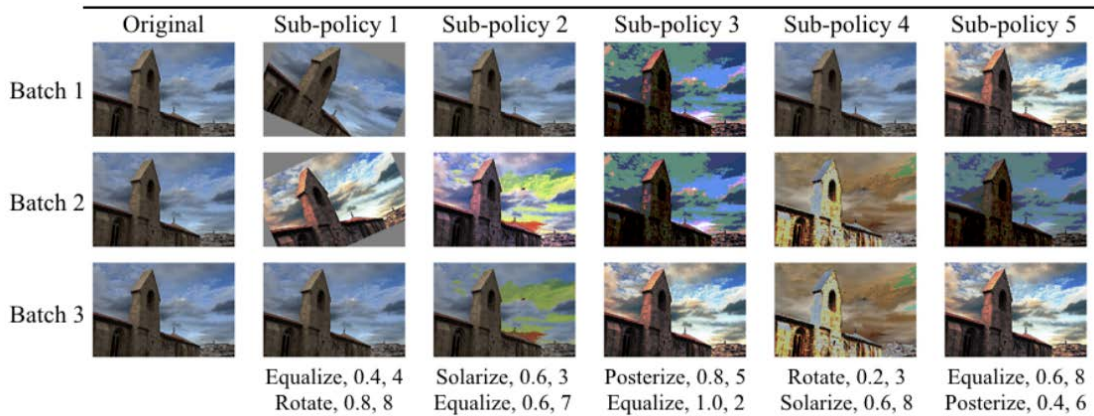 Original Sub-policy 1 Sub-policy 2 Sub-policy 3 Sub-policy 4 Sub-policy 5
Batch 1
Batch 2
Batch 3
Equalize, 0.4, 4 Solarize, 0.6, 3 Posterize, 0.8, 5 Rotate, 0.2, 3 Equalize, 0.6, 8
Rotate, 0.8, 8 Equalize, 0.6, 7 Equalize, 1.0, 2 Solarize, 0.6, 8 Posterize, 0.4, 6